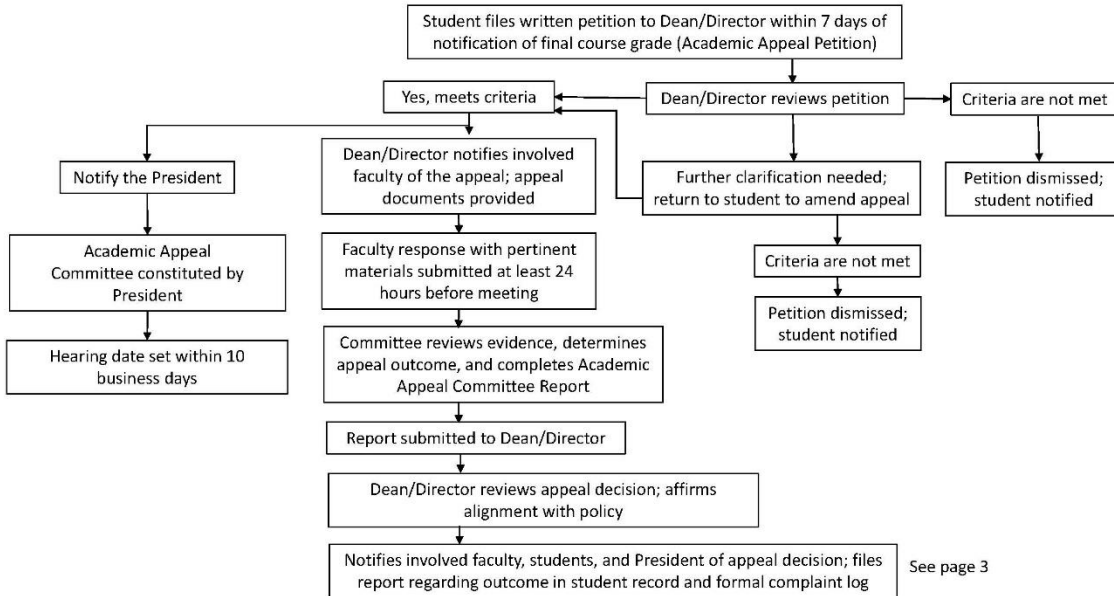 Student files written petition to Dean/Director within 7 days of
notification of final course grade (Academic Appeal Petition)
Yes, meets criteria
Dean/Director reviews petition
Criteria are not met
Notify the President
Dean/Director notifies involved
faculty of the appeal; appeal
documents provided
Further clarification needed;
return to student to amend appeal
Petition dismissed;
student notified
Academic Appeal
Committee constituted by
President
Faculty response with pertinent
materials submitted at least 24
hours before meeting
Criteria are not met
Petition dismissed;
student notified
Hearing date set within 10
business days
Committee reviews evidence, determines
appeal outcome, and completes Academic
Appeal Committee Report
Report submitted to Dean/Director
Dean/Director reviews appeal decision; affirms
alignment with policy
Notifies involved faculty, students, and President of appeal decision; files
report regarding outcome in student record and formal complaint log
See page 3